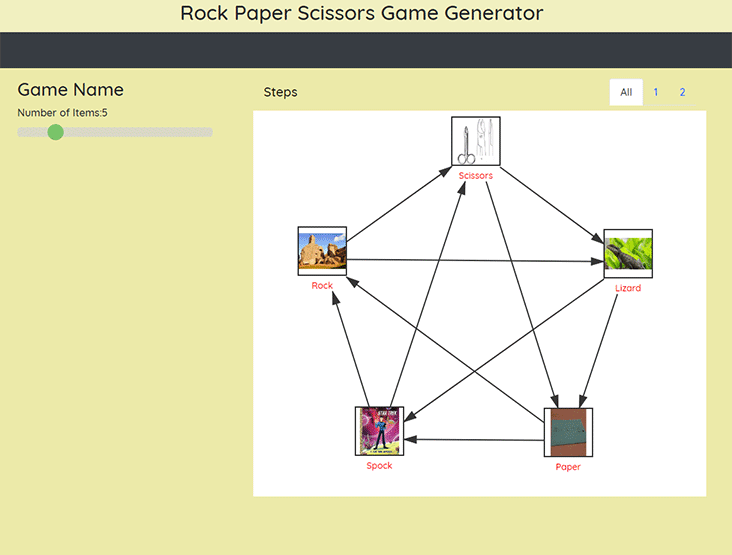 Rock Paper Scissors Game Generator
Game Name
Number of Items:5
Steps
All 1 2
Scissors
Rock
Lizard
Spock
Paper